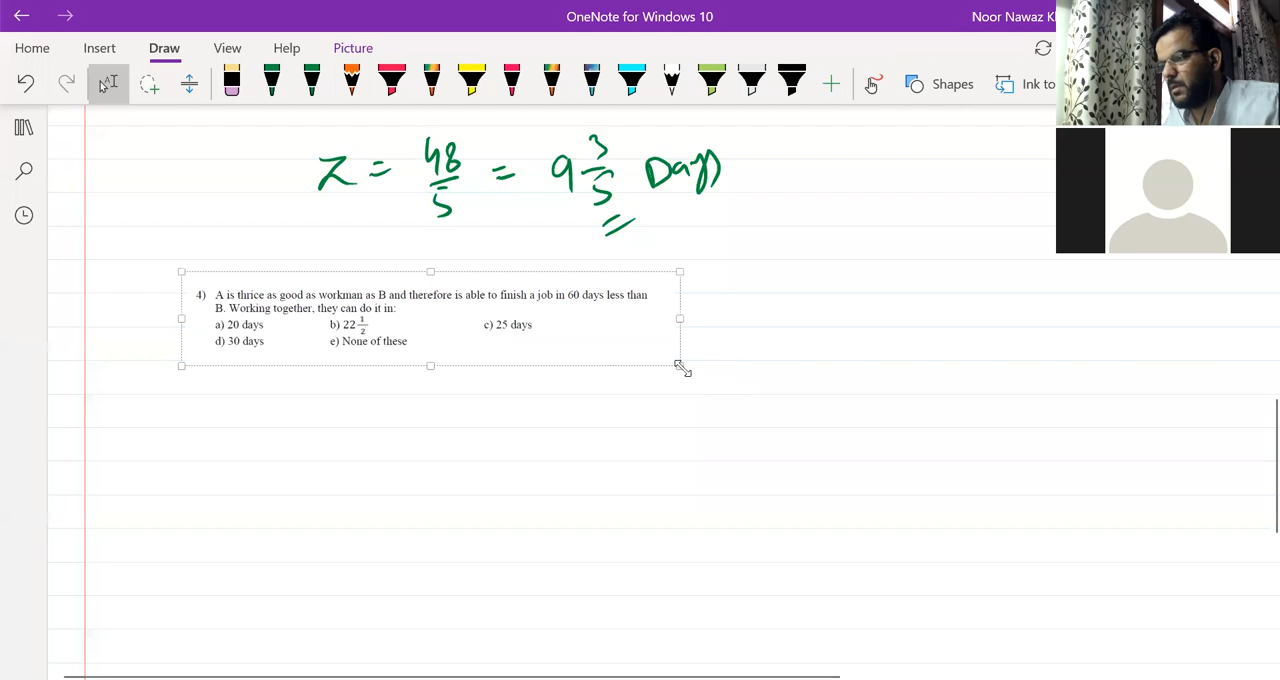 OneNote for Windows 10
Noor Nawaz Kh
Home Insert Draw View Help Picture
Shapes Ink to
z = 48/5 = 9 3/5 Days
4) A is thrice as good as workman as B and therefore is able to finish a job in 60 days less than
B. Working together, they can do it in:
a) 20 days b) 22 1/2 c) 25 days
d) 30 days e) None of these